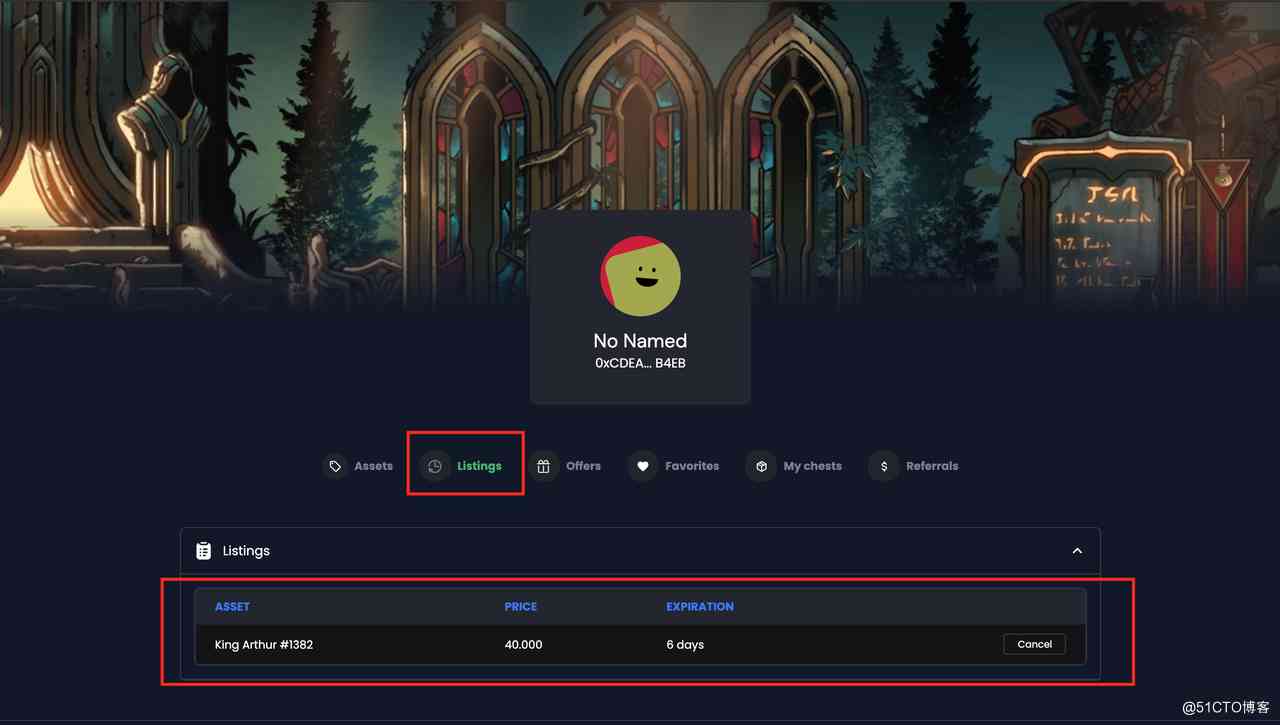 No Named
0xCDEA... B4EB
Assets
Listings
Offers
Favorites
My chests
Referrals
Listings
ASSET PRICE EXPIRATION
King Arthur #1382 40.000 6 days Cancel
@51CTO博客